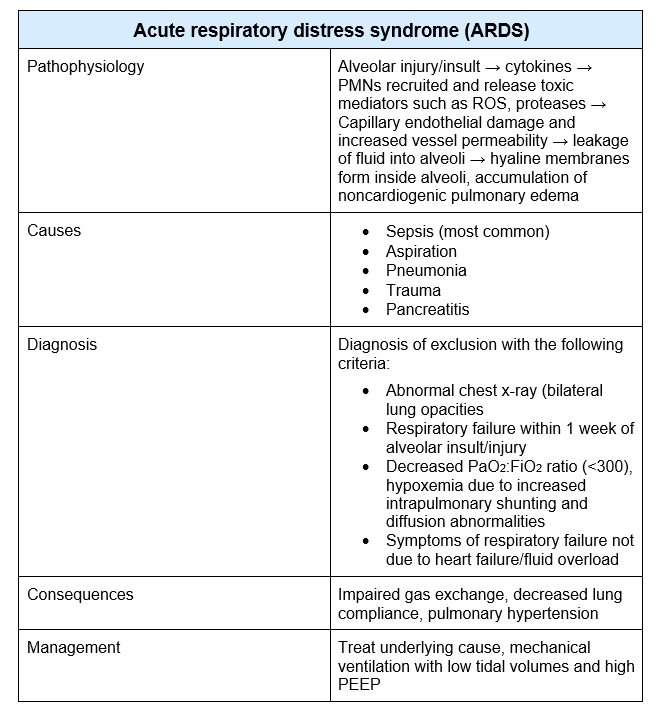 Acute respiratory distress syndrome (ARDS)
Pathophysiology
Alveolar injury/insult → cytokines →
PMNs recruited and release toxic
mediators such as ROS, proteases →
Capillary endothelial damage and
increased vessel permeability → leakage
of fluid into alveoli → hyaline membranes
form inside alveoli, accumulation of
noncardiogenic pulmonary edema
Causes
• Sepsis (most common)
• Aspiration
• Pneumonia
• Trauma
• Pancreatitis
Diagnosis
Diagnosis of exclusion with the following
criteria:
• Abnormal chest x-ray (bilateral
lung opacities
• Respiratory failure within 1 week of
alveolar insult/injury
• Decreased PaO₂:FiO₂ ratio (<300),
hypoxemia due to increased
intrapulmonary shunting and
diffusion abnormalities
• Symptoms of respiratory failure not
due to heart failure/fluid overload
Consequences
Impaired gas exchange, decreased lung
compliance, pulmonary hypertension
Management
Treat underlying cause, mechanical
ventilation with low tidal volumes and high
PEEP